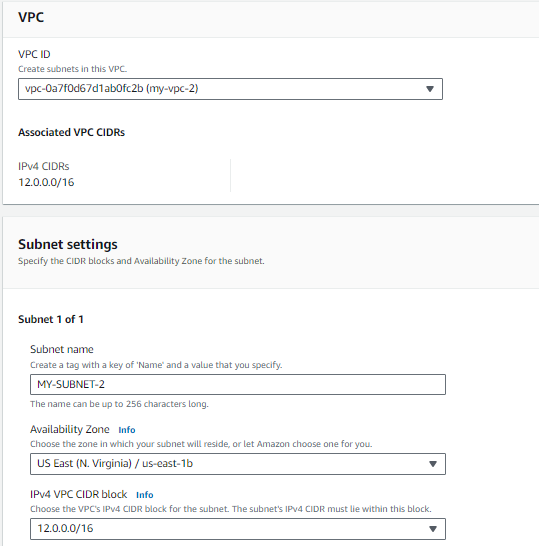 VPC
VPC ID
Create subnets in this VPC.
vpc-0a7f0d67d1ab0fc2b (my-vpc-2)
Associated VPC CIDRs
IPv4 CIDRs
12.0.0.0/16
Subnet settings
Specify the CIDR blocks and Availability Zone for the subnet.
Subnet 1 of 1
Subnet name
Create a tag with a key of 'Name' and a value that you specify.
MY-SUBNET-2
The name can be up to 256 characters long.
Availability Zone Info
Choose the zone in which your subnet will reside, or let Amazon choose one for you.
US East (N. Virginia) / us-east-1b
IPv4 VPC CIDR block Info
Choose the VPC's IPv4 CIDR block for the subnet. The subnet's IPv4 CIDR must lie within this block.
12.0.0.0/16